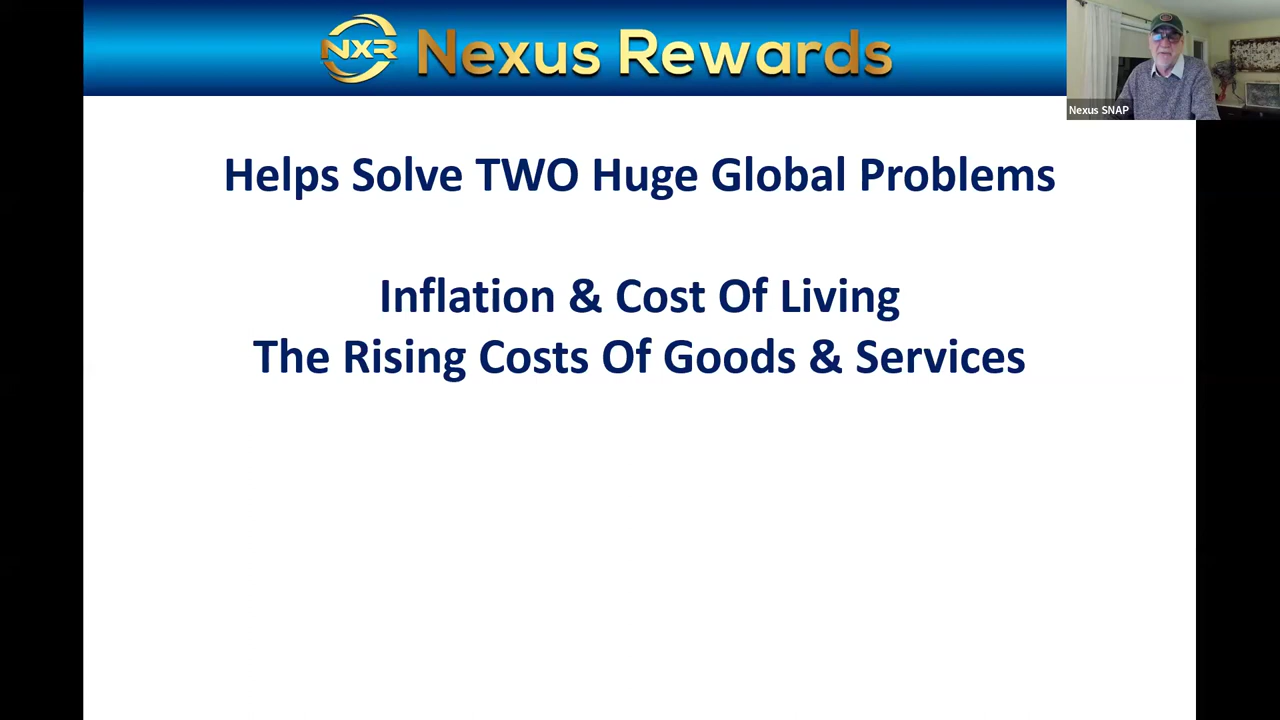 NXR Nexus Rewards
Nexus SNAP
Helps Solve TWO Huge Global Problems
Inflation & Cost Of Living
The Rising Costs Of Goods & Services